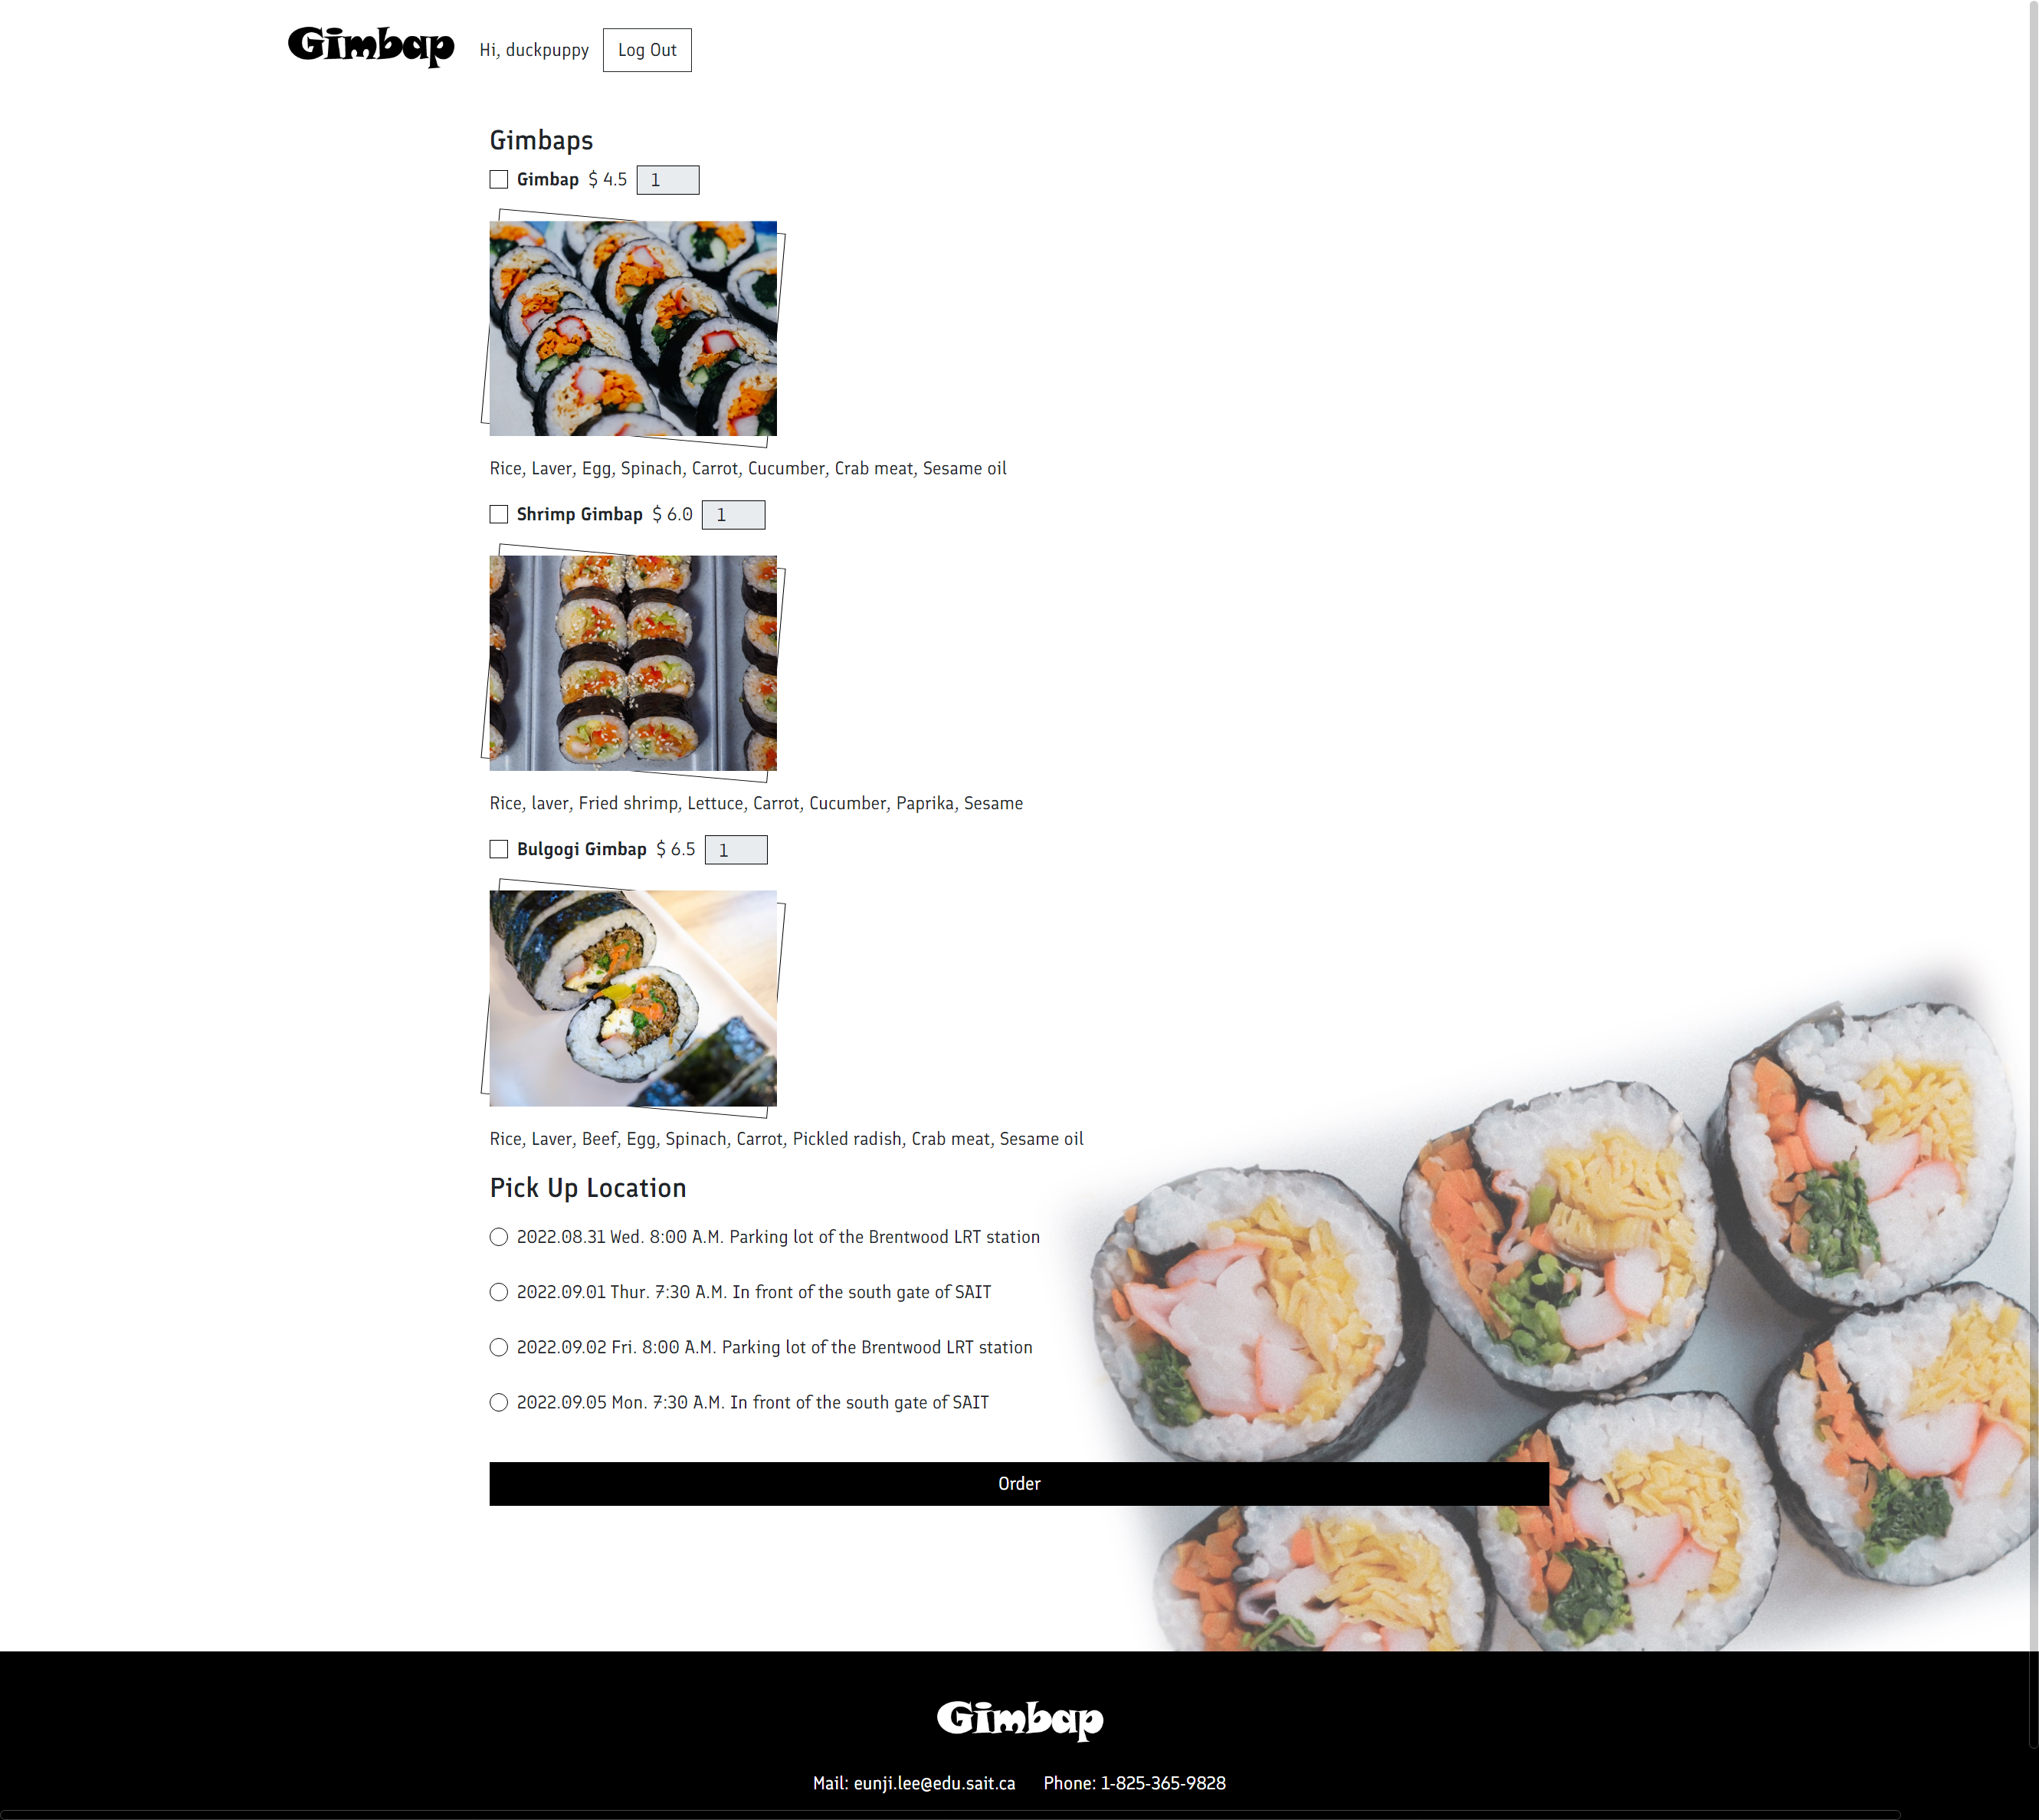 Gimbap Hi, duckpuppy Log Out
Gimbaps
Gimbap $ 4.5 1
Rice, Laver, Egg, Spinach, Carrot, Cucumber, Crab meat, Sesame oil
Shrimp Gimbap $ 6.0 1
Rice, laver, Fried shrimp, Lettuce, Carrot, Cucumber, Paprika, Sesame
Bulgogi Gimbap $ 6.5 1
Rice, Laver, Beef, Egg, Spinach, Carrot, Pickled radish, Crab meat, Sesame oil
Pick Up Location
2022.08.31 Wed. 8:00 A.M. Parking lot of the Brentwood LRT station
2022.09.01 Thur. 7:30 A.M. In front of the south gate of SAIT
2022.09.02 Fri. 8:00 A.M. Parking lot of the Brentwood LRT station
2022.09.05 Mon. 7:30 A.M. In front of the south gate of SAIT
Order
Gimbap
Mail: eunji.lee@edu.sait.ca Phone: 1-825-365-9828